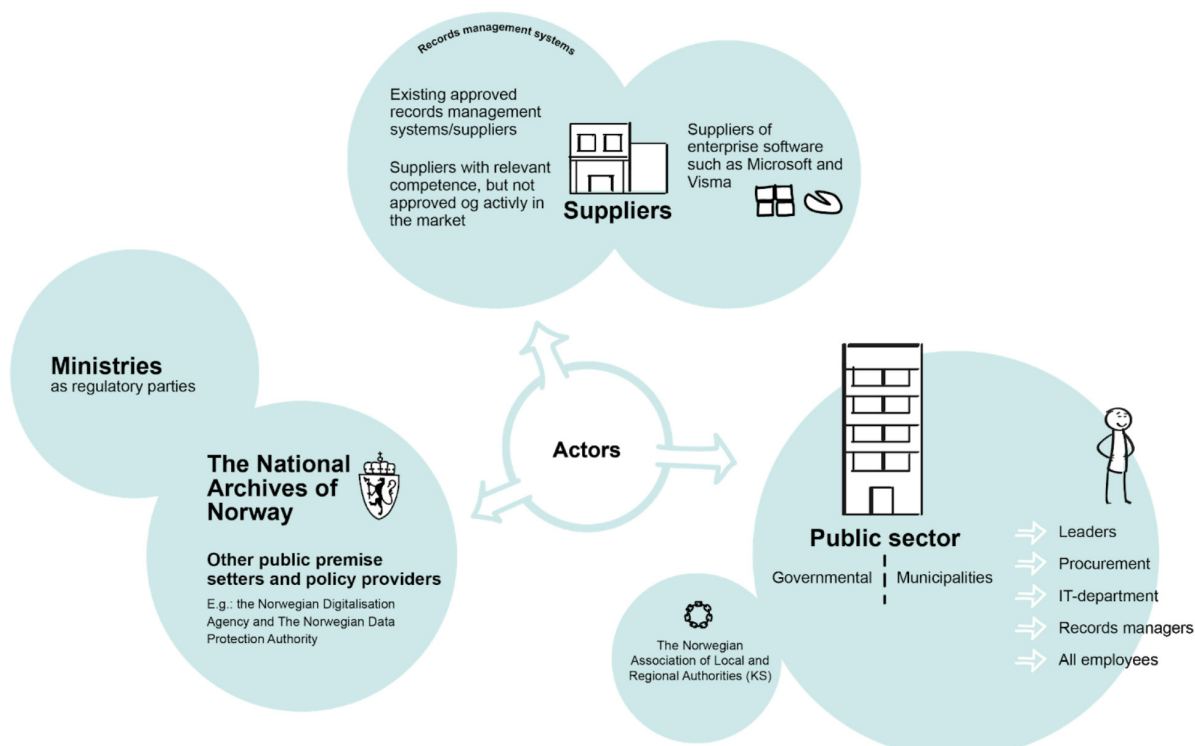 Records management systems
Existing approved
records management
systems/suppliers
Suppliers with relevant
competence, but not
approved og activly in
the market
Suppliers
Suppliers of
enterprise software
such as Microsoft and
Visma
Ministries
as regulatory parties
The National
Archives of
Norway
Other public premise
setters and policy providers
E.g.: the Norwegian Digitalisation
Agency and The Norwegian Data
Protection Authority
Actors
Public sector
Governmental
Municipalities
Leaders
Procurement
IT-department
Records managers
All employees
The Norwegian
Association of Local and
Regional Authorities (KS)